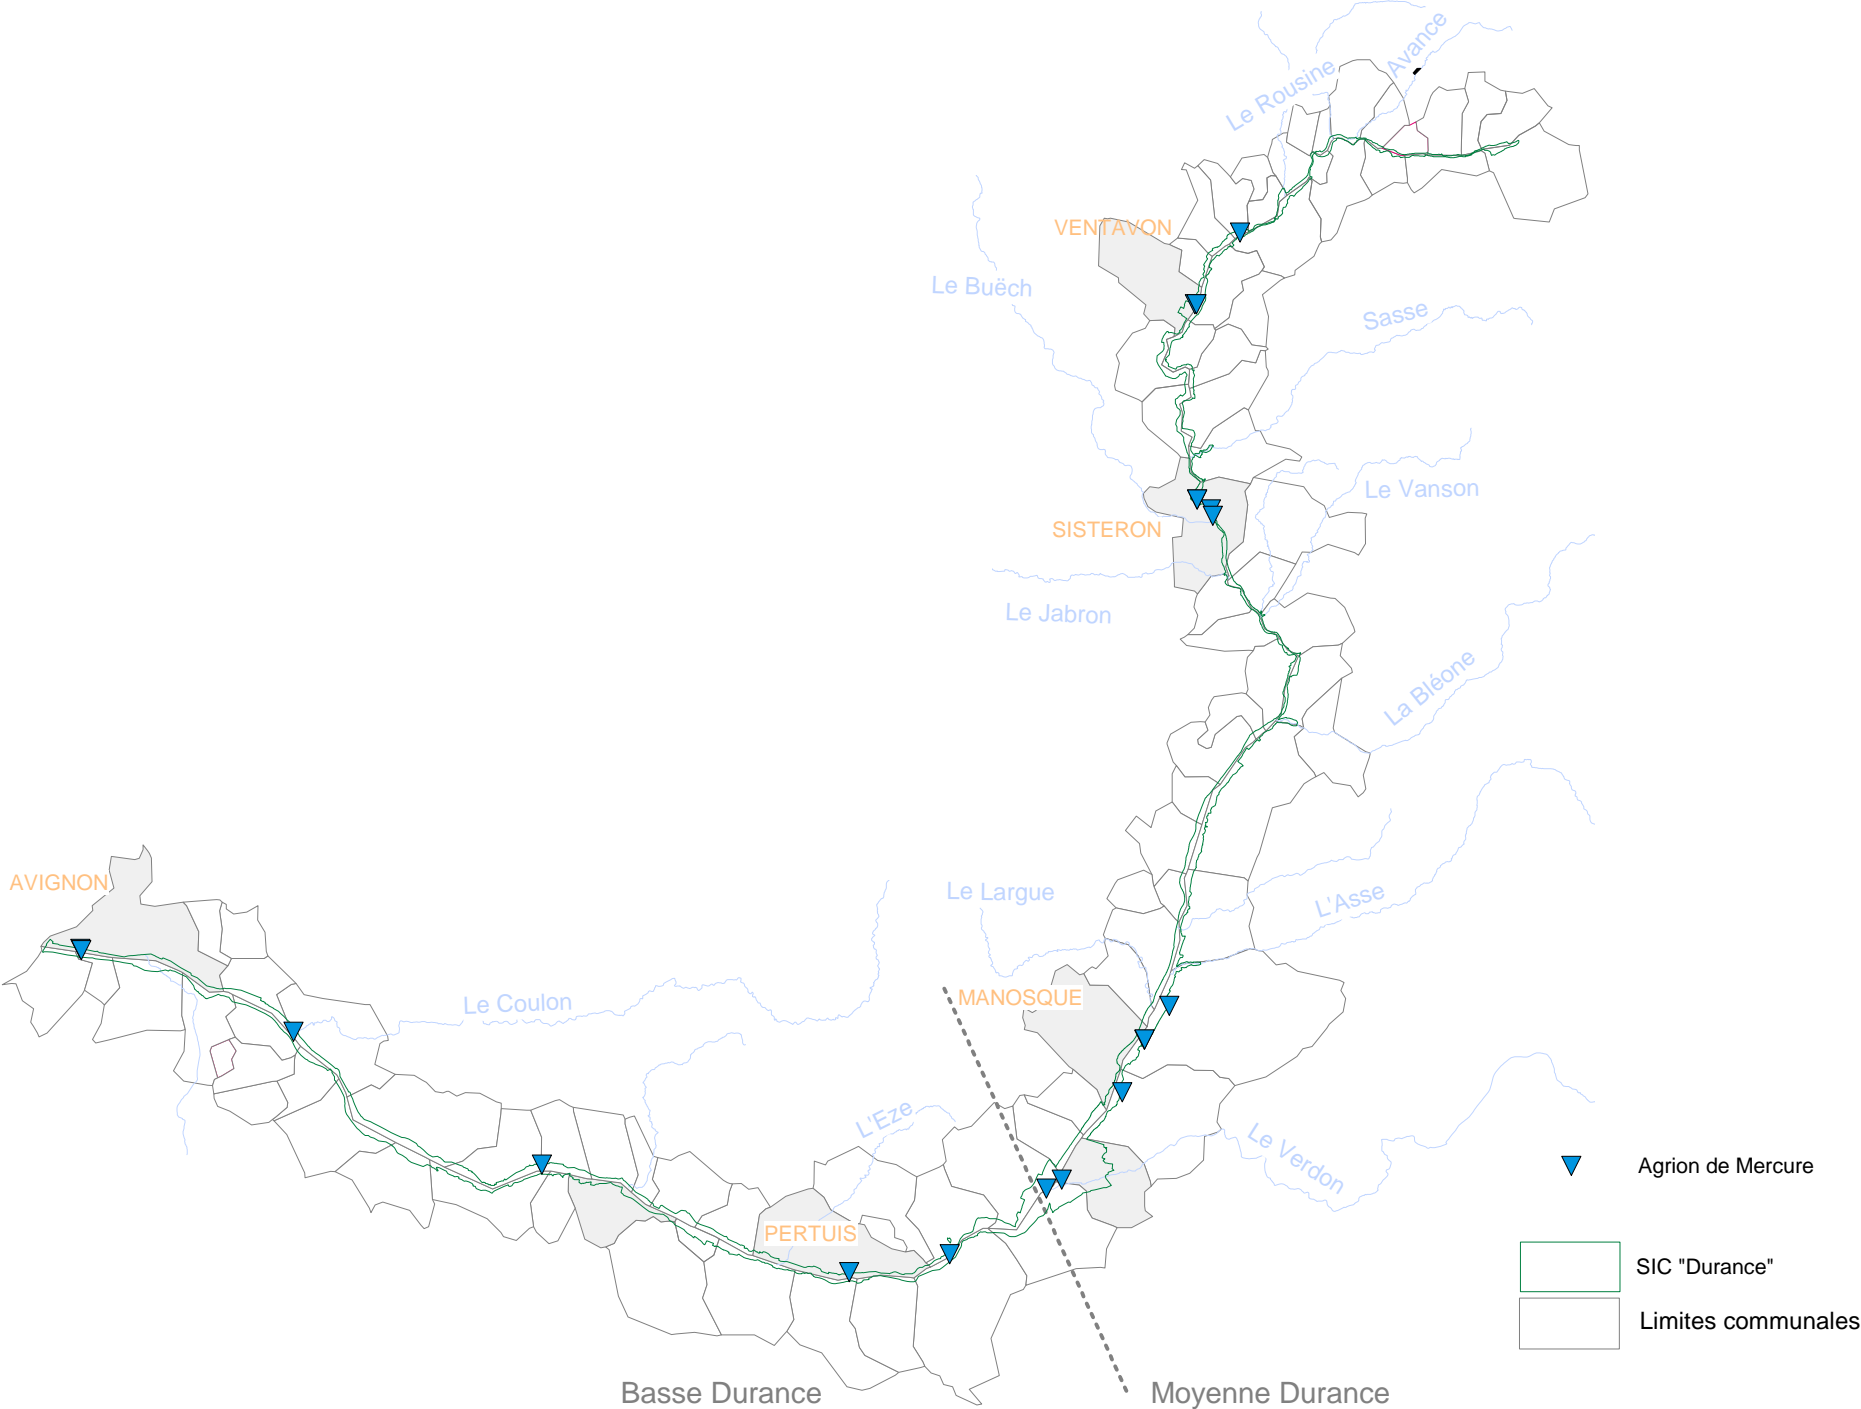 Avance
Le Rousine
VENTAVON
Le Buëch
Sasse
Le Vanson
SISTERON
Le Jabron
La Bléone
AVIGNON
Le Largue
L'Asse
MANOSQUE
Le Coulon
L'Eze
Le Verdon
Agrion de Mercure
PERTUIS
SIC "Durance"
Limites communales
Basse Durance
Moyenne Durance